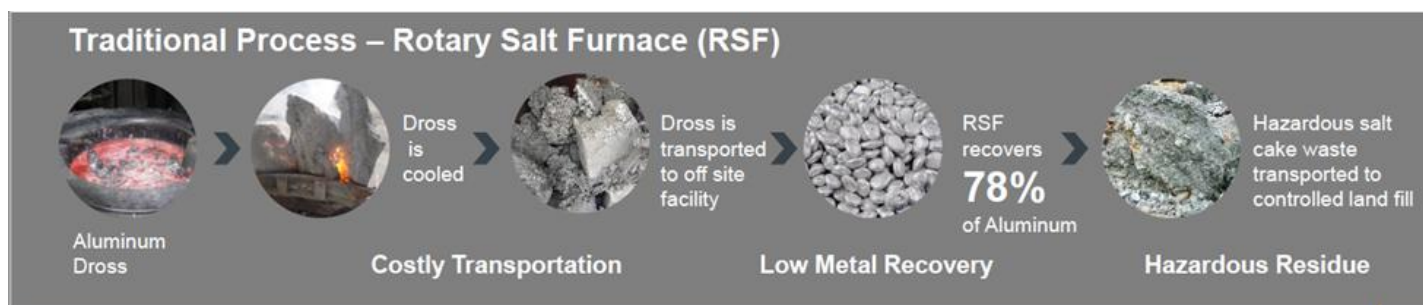 Traditional Process – Rotary Salt Furnace (RSF)
Aluminum
Dross
Dross
is
cooled
Dross is
transported
to off site
facility
RSF
recovers
78%
of Aluminum
Hazardous salt
cake waste
transported to
controlled land fill
Costly Transportation
Low Metal Recovery
Hazardous Residue